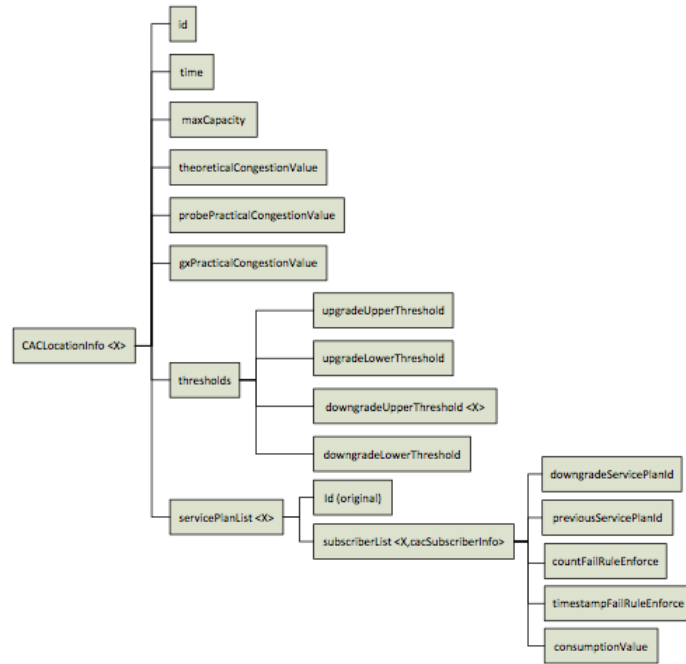 id
time
maxCapacity
theoreticalCongestionValue
probePracticalCongestionValue
gxPracticalCongestionValue
CACLocationInfo <X>
thresholds
upgradeUpperThreshold
upgradeLowerThreshold
downgradeUpperThreshold <X>
downgradeLowerThreshold
servicePlanList <X>
Id (original)
subscriberList <X,cacSubscriberInfo>
downgradeServicePlanId
previousServicePlanId
countFailRuleEnforce
timestampFailRuleEnforce
consumptionValue